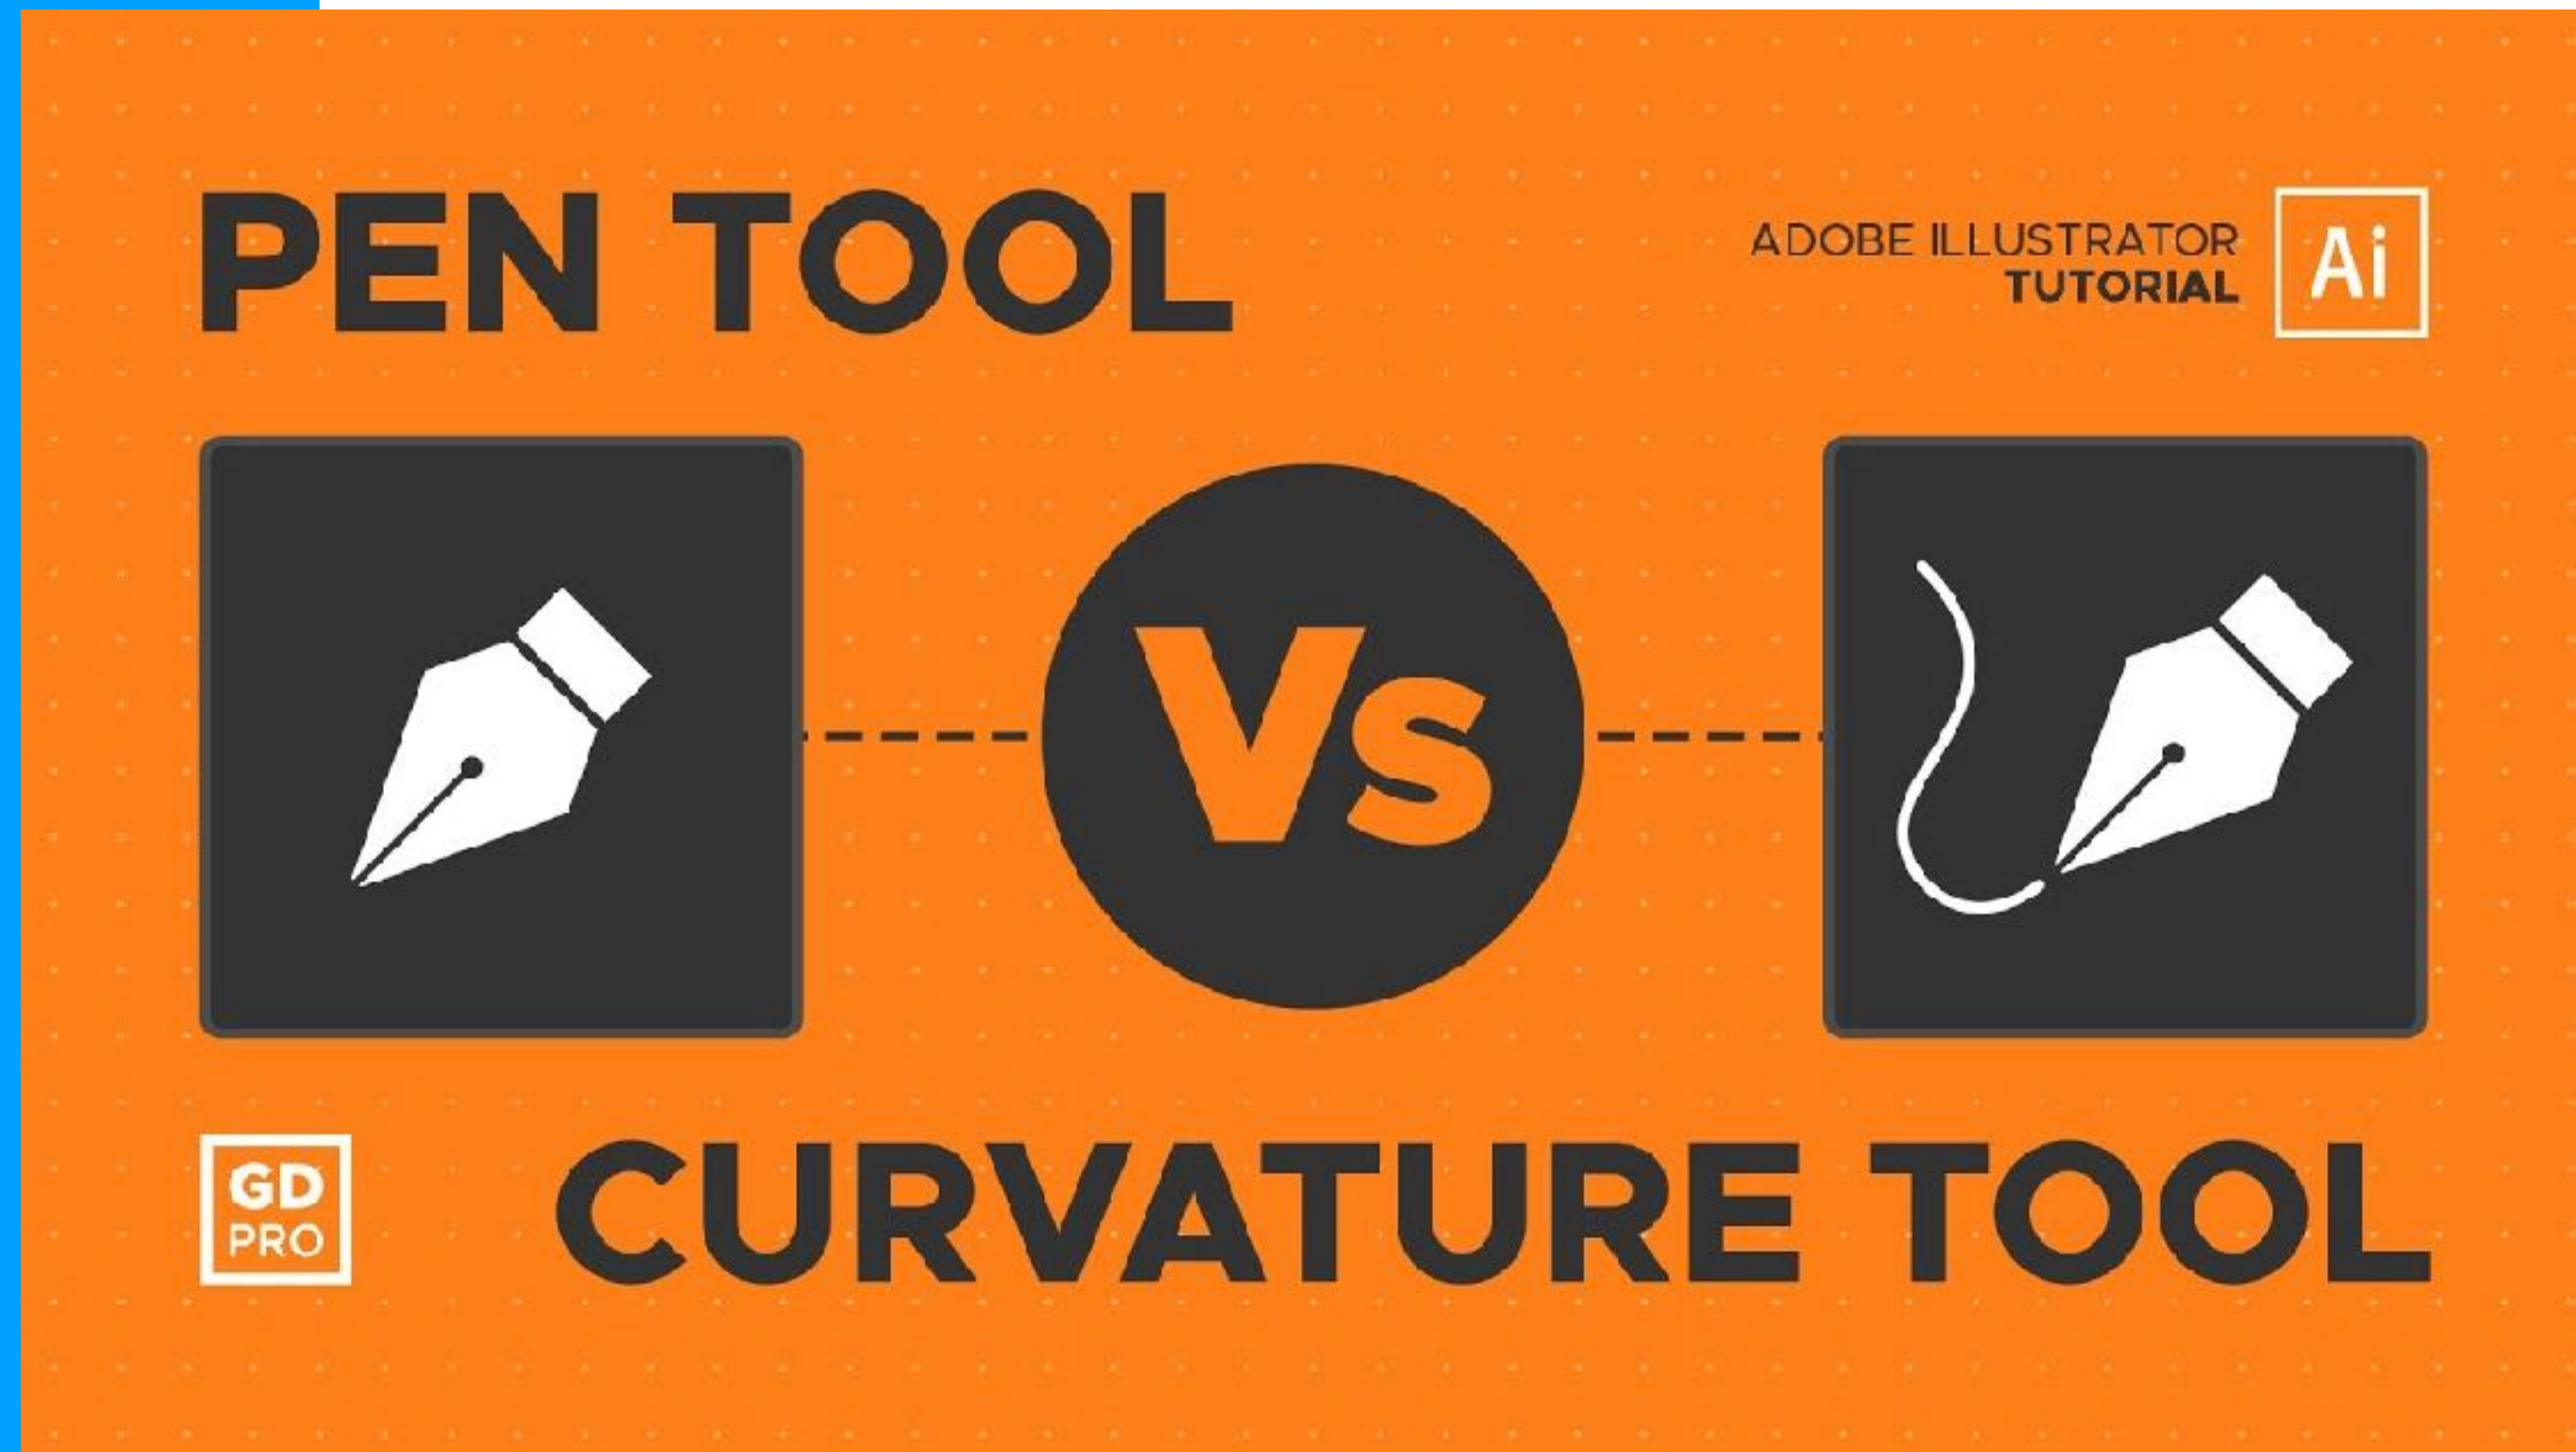 PEN TOOL
ADOBE ILLUSTRATOR
TUTORIAL
Ai
Vs
GD
PRO
CURVATURE TOOL